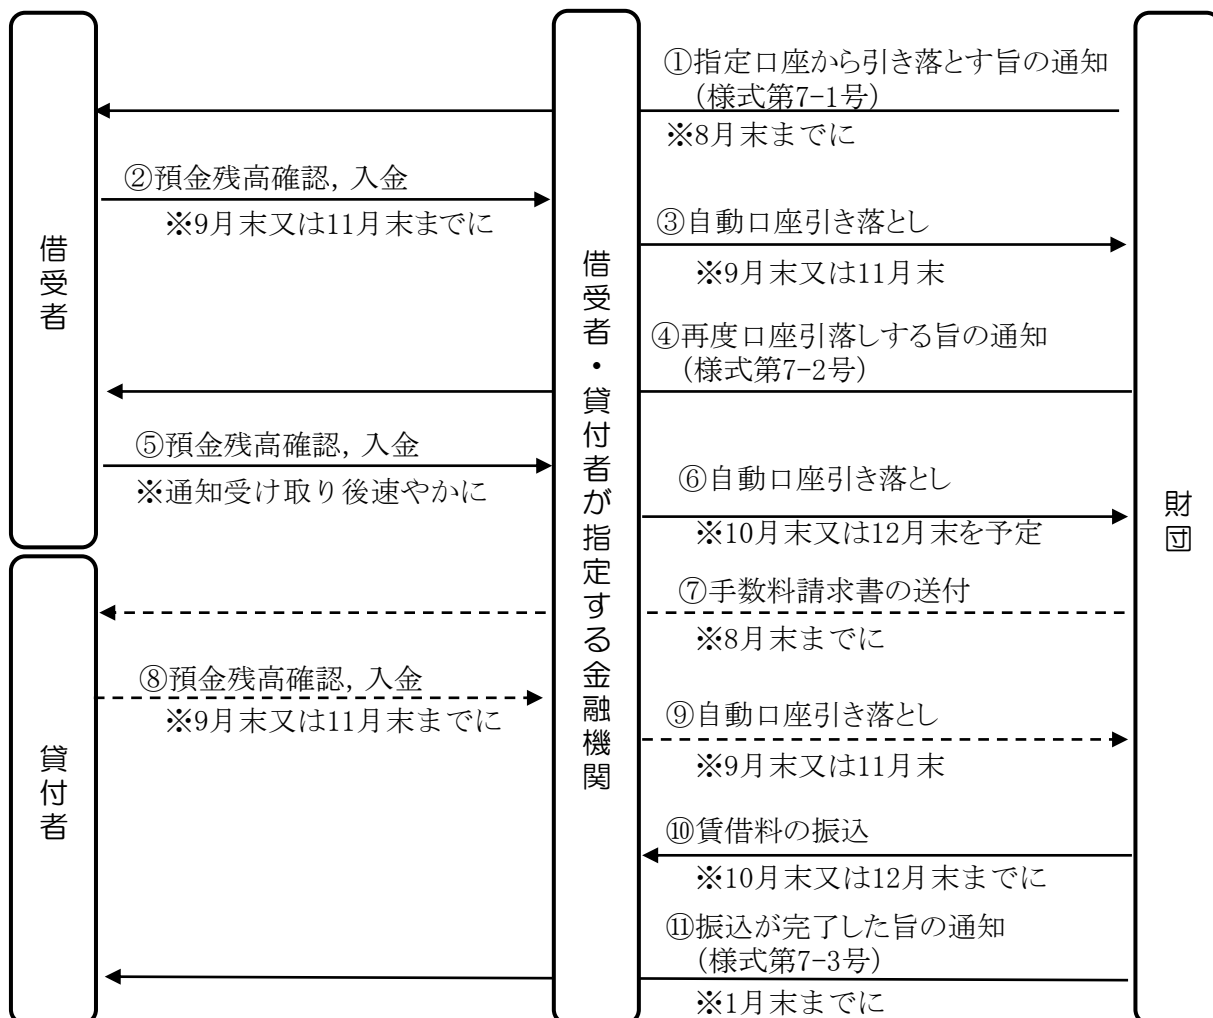 ①指定口座から引き落とす旨の通知
(様式第7-1号)
※8月末までに
②預金残高確認, 入金
※9月末又は11月末までに
③自動口座引き落とし
※9月末又は11月末
④再度口座引落しする旨の通知
(様式第7-2号)
⑤預金残高確認, 入金
※通知受け取り後速やかに
⑥自動口座引き落とし
※10月末又は12月末を予定
⑦手数料請求書の送付
※8月末までに
⑧預金残高確認, 入金
※9月末又は11月末までに
⑨自動口座引き落とし
※9月末又は11月末
⑩賃借料の振込
※10月末又は12月末までに
⑪振込が完了した旨の通知
(様式第7-3号)
※1月末までに
借受者
貸付者
借受者・貸付者が指定する金融機関
財団